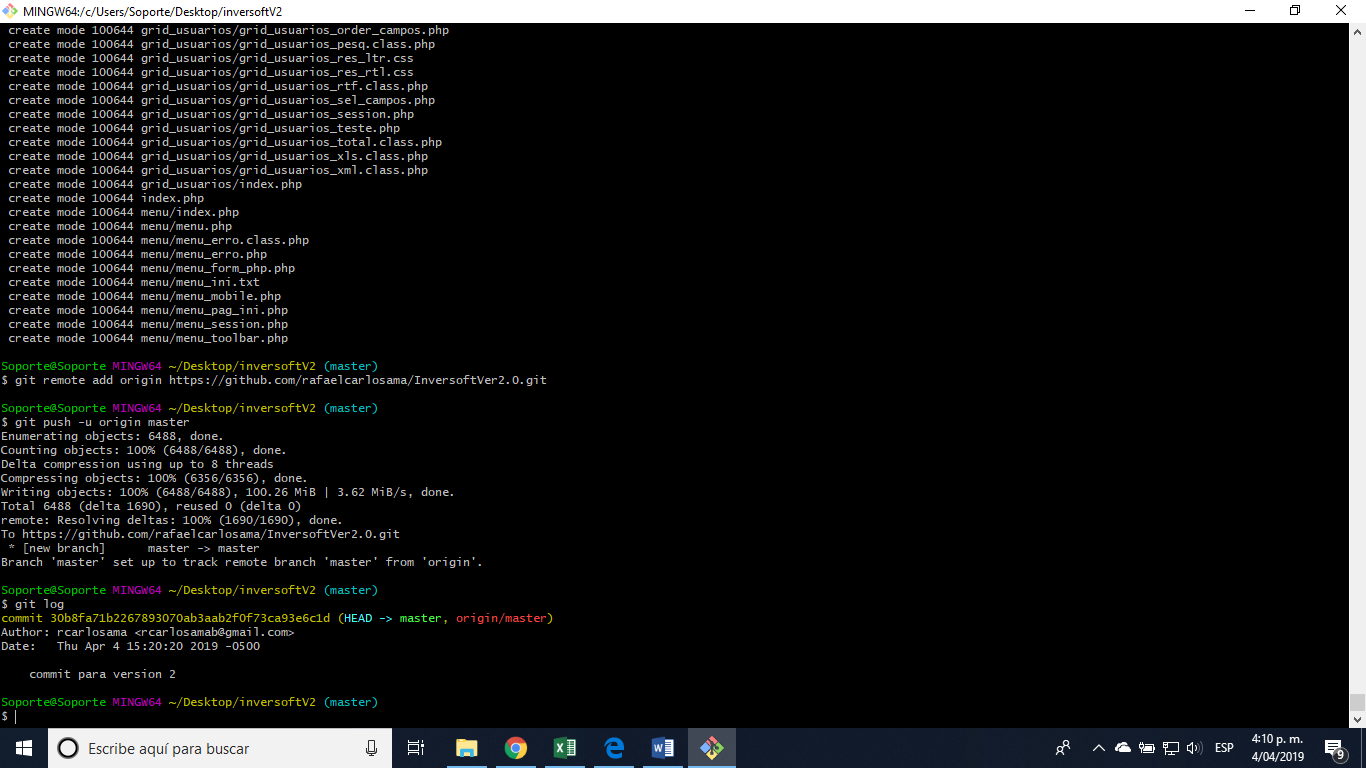 MINGW64:/c/Users/Soporte/Desktop/inversoftV2
create mode 100644 grid_usuarios/grid_usuarios_order_campos.php
create mode 100644 grid_usuarios/grid_usuarios_pesq.class.php
create mode 100644 grid_usuarios/grid_usuarios_res_ltr.css
create mode 100644 grid_usuarios/grid_usuarios_res_rtl.css
create mode 100644 grid_usuarios/grid_usuarios_rtf.class.php
create mode 100644 grid_usuarios/grid_usuarios_sel_campos.php
create mode 100644 grid_usuarios/grid_usuarios_session.php
create mode 100644 grid_usuarios/grid_usuarios_teste.php
create mode 100644 grid_usuarios/grid_usuarios_total.class.php
create mode 100644 grid_usuarios/grid_usuarios_xls.class.php
create mode 100644 grid_usuarios/grid_usuarios_xml.class.php
create mode 100644 grid_usuarios/index.php
create mode 100644 index.php
create mode 100644 menu/index.php
create mode 100644 menu/menu.php
create mode 100644 menu/menu_erro.class.php
create mode 100644 menu/menu_erro.php
create mode 100644 menu/menu_form_php.php
create mode 100644 menu/menu_ini.txt
create mode 100644 menu/menu_mobile.php
create mode 100644 menu/menu_pag_ini.php
create mode 100644 menu/menu_session.php
create mode 100644 menu/menu_toolbar.php
Soporte@Soporte MINGW64 ~/Desktop/inversoftV2 (master)
$ git remote add origin https://github.com/rafaelcarlosama/InversoftVer2.0.git
Soporte@Soporte MINGW64 ~/Desktop/inversoftV2 (master)
$ git push -u origin master
Enumerating objects: 6488, done.
Counting objects: 100% (6488/6488), done.
Delta compression using up to 8 threads
Compressing objects: 100% (6356/6356), done.
Writing objects: 100% (6488/6488), 100.26 MiB | 3.62 MiB/s, done.
Total 6488 (delta 1690), reused 0 (delta 0)
remote: Resolving deltas: 100% (1690/1690), done.
To https://github.com/rafaelcarlosama/InversoftVer2.0.git
* [new branch]      master -> master
Branch 'master' set up to track remote branch 'master' from 'origin'.
Soporte@Soporte MINGW64 ~/Desktop/inversoftV2 (master)
$ git log
commit 30b8fa71b2267893070ab3aab2f0f73ca93e6c1d (HEAD -> master, origin/master)
Author: rcarlosama <rcarlosamab@gmail.com>
Date:   Thu Apr 4 15:20:20 2019 -0500
commit para version 2
Soporte@Soporte MINGW64 ~/Desktop/inversoftV2 (master)
$
Escribe aquí para buscar
ESP
4:10 p. m.
4/04/2019
9